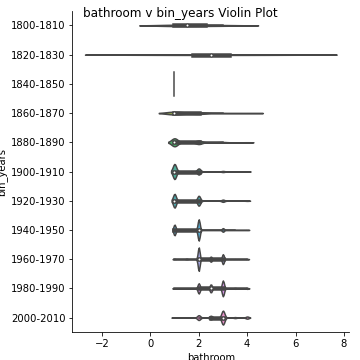 bathroom v bin_years Violin Plot
1800-1810
1820-1830
1840-1850
1860-1870
1880-1890
1900-1910
1920-1930
1940-1950
1960-1970
1980-1990
2000-2010
bin_years
−2 0 2 4 6 8
bathroom